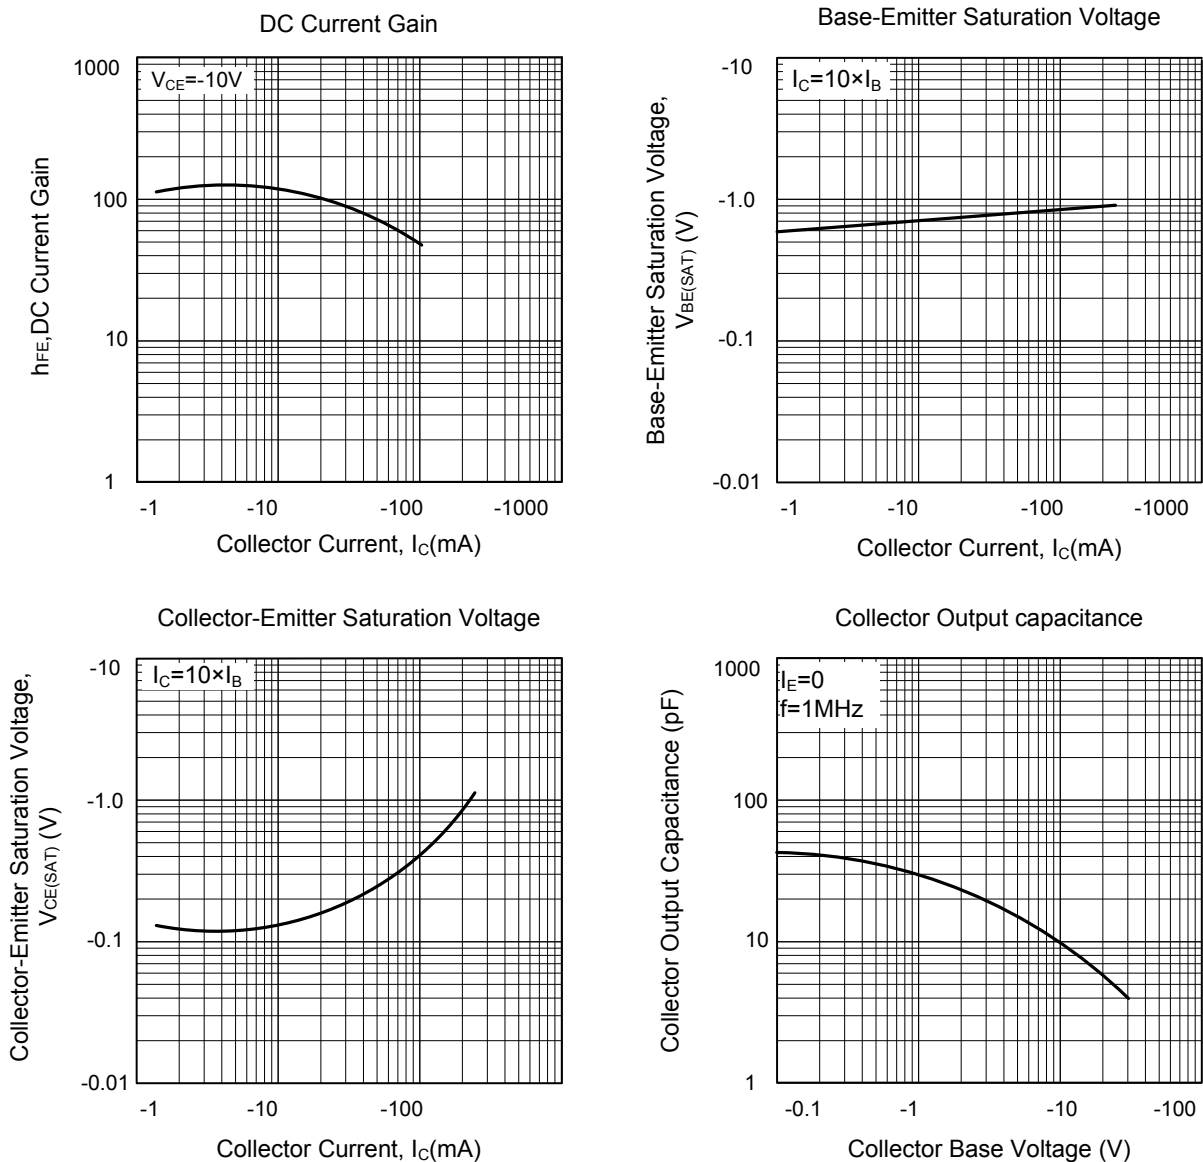 DC Current Gain
V_CE=-10V
1000
100
10
1
hFE,DC Current Gain
-1 -10 -100 -1000
Collector Current, I_C(mA)
Base-Emitter Saturation Voltage
I_C=10×I_B
-10
-1.0
-0.1
-0.01
Base-Emitter Saturation Voltage,
V_BE(SAT) (V)
-1 -10 -100 -1000
Collector Current, I_C(mA)
Collector-Emitter Saturation Voltage
I_C=10×I_B
-10
-1.0
-0.1
-0.01
Collector-Emitter Saturation Voltage,
V_CE(SAT) (V)
-1 -10 -100
Collector Current, I_C(mA)
Collector Output capacitance
I_E=0
f=1MHz
1000
100
10
1
Collector Output Capacitance (pF)
-0.1 -1 -10 -100
Collector Base Voltage (V)